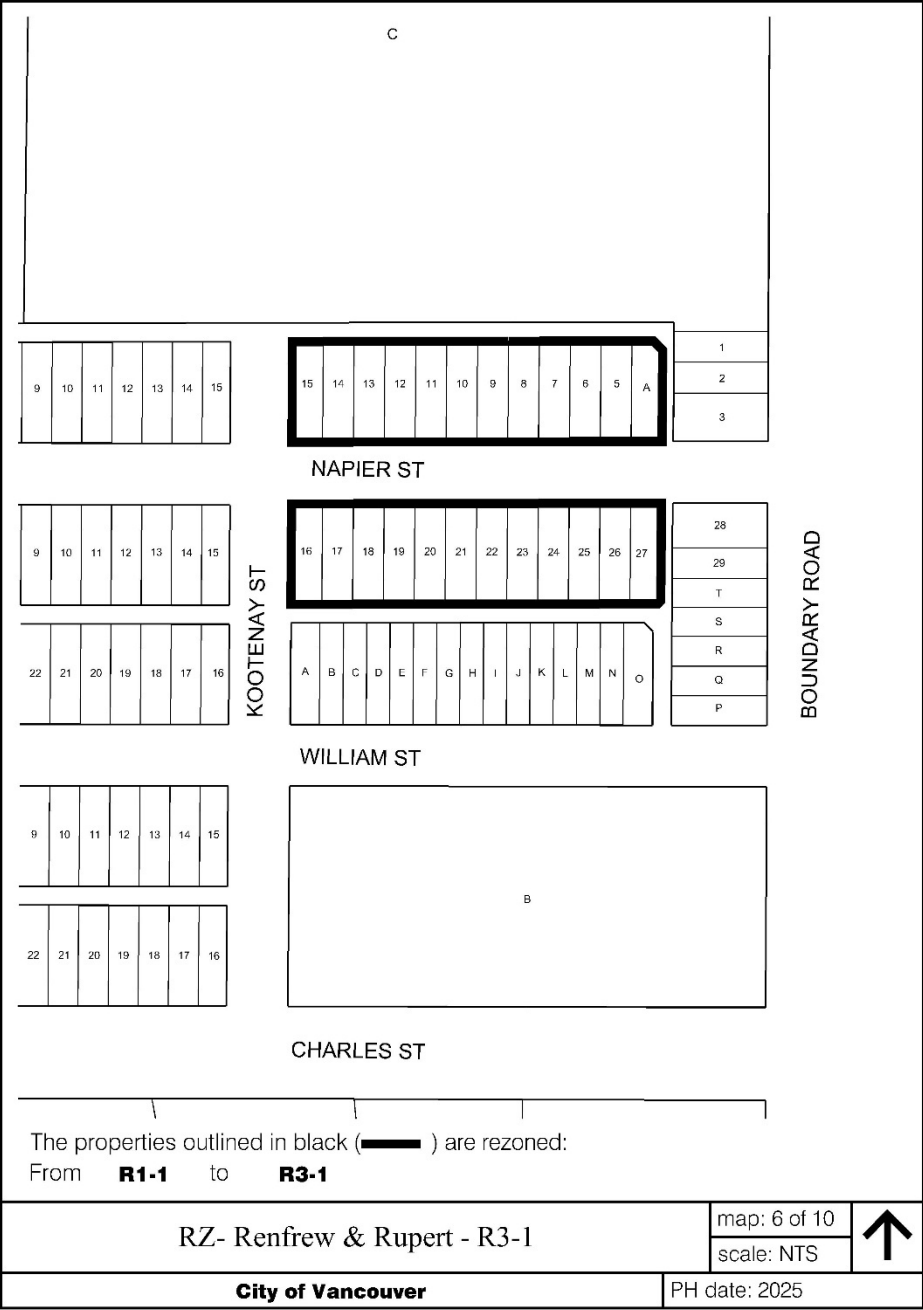 C
1
15 14 13 12 11 10 9 8 7 6 5 A
2
9 10 11 12 13 14 15
3
NAPIER ST
28
9 10 11 12 13 14 15
16 17 18 19 20 21 22 23 24 25 26 27
29
T
S
R
Q
P
KOOTENAY ST
BOUNDARY ROAD
22 21 20 19 18 17 16
A B C D E F G H I J K L M N O
WILLIAM ST
9 10 11 12 13 14 15
B
22 21 20 19 18 17 16
CHARLES ST
The properties outlined in black ( ) are rezoned:
From R1-1 to R3-1
RZ- Renfrew & Rupert - R3-1
map: 6 of 10
scale: NTS
City of Vancouver
PH date: 2025